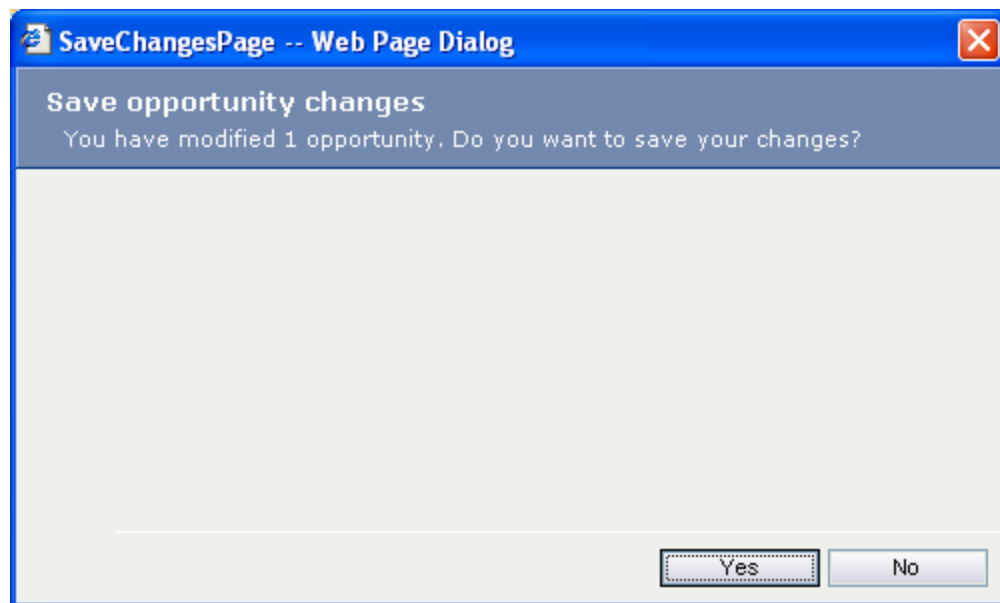 SaveChangesPage -- Web Page Dialog
Save opportunity changes
You have modified 1 opportunity. Do you want to save your changes?
Yes No